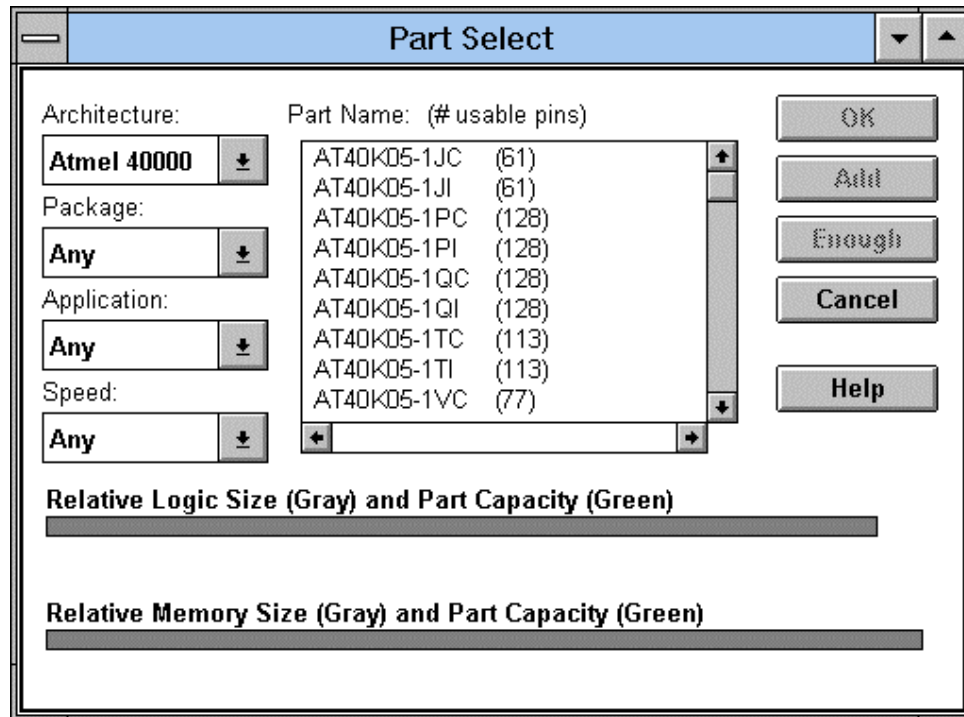 Part Select
Architecture:
Atmel 40000
Package:
Any
Application:
Any
Speed:
Any
Part Name: (# usable pins)
AT40K05-1JC (61)
AT40K05-1JI (61)
AT40K05-1PC (128)
AT40K05-1PI (128)
AT40K05-1QC (128)
AT40K05-1QI (128)
AT40K05-1TC (113)
AT40K05-1TI (113)
AT40K05-1VC (77)
OK
Add
Enough
Cancel
Help
Relative Logic Size (Gray) and Part Capacity (Green)
Relative Memory Size (Gray) and Part Capacity (Green)